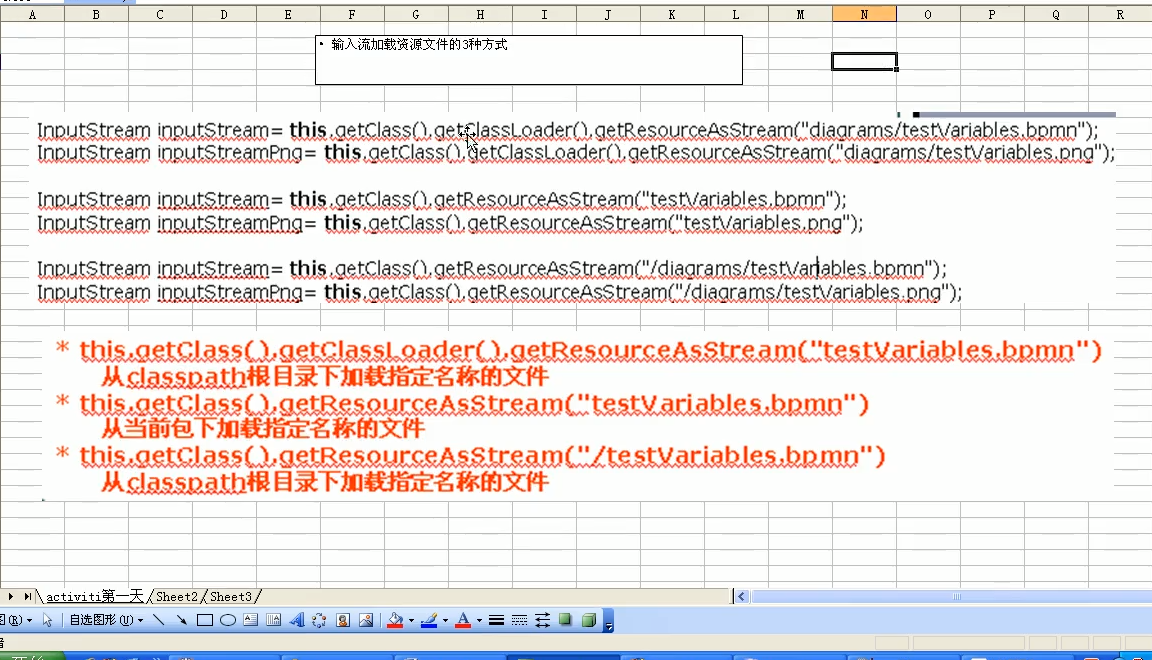 A B C D E F G H I J K L M N O P Q R
• 输入流加载资源文件的3种方式
InputStream inputStream= this.getClass().getClassLoader().getResourceAsStream("diagrams/testVariables.bpmn");
InputStream inputStreamPng= this.getClass().getClassLoader().getResourceAsStream("diagrams/testVariables.png");
InputStream inputStream= this.getClass().getResourceAsStream("testVariables.bpmn");
InputStream inputStreamPng= this.getClass().getResourceAsStream("testVariables.png");
InputStream inputStream= this.getClass().getResourceAsStream("/diagrams/testVariables.bpmn");
InputStream inputStreamPng= this.getClass().getResourceAsStream("/diagrams/testVariables.png");
* this.getClass().getClassLoader().getResourceAsStream("testVariables.bpmn")
从classpath根目录下加载指定名称的文件
* this.getClass().getResourceAsStream("testVariables.bpmn")
从当前包下加载指定名称的文件
* this.getClass().getResourceAsStream("/testVariables.bpmn")
从classpath根目录下加载指定名称的文件
activiti第一天 Sheet2 Sheet3
(R) 自选图形(U)